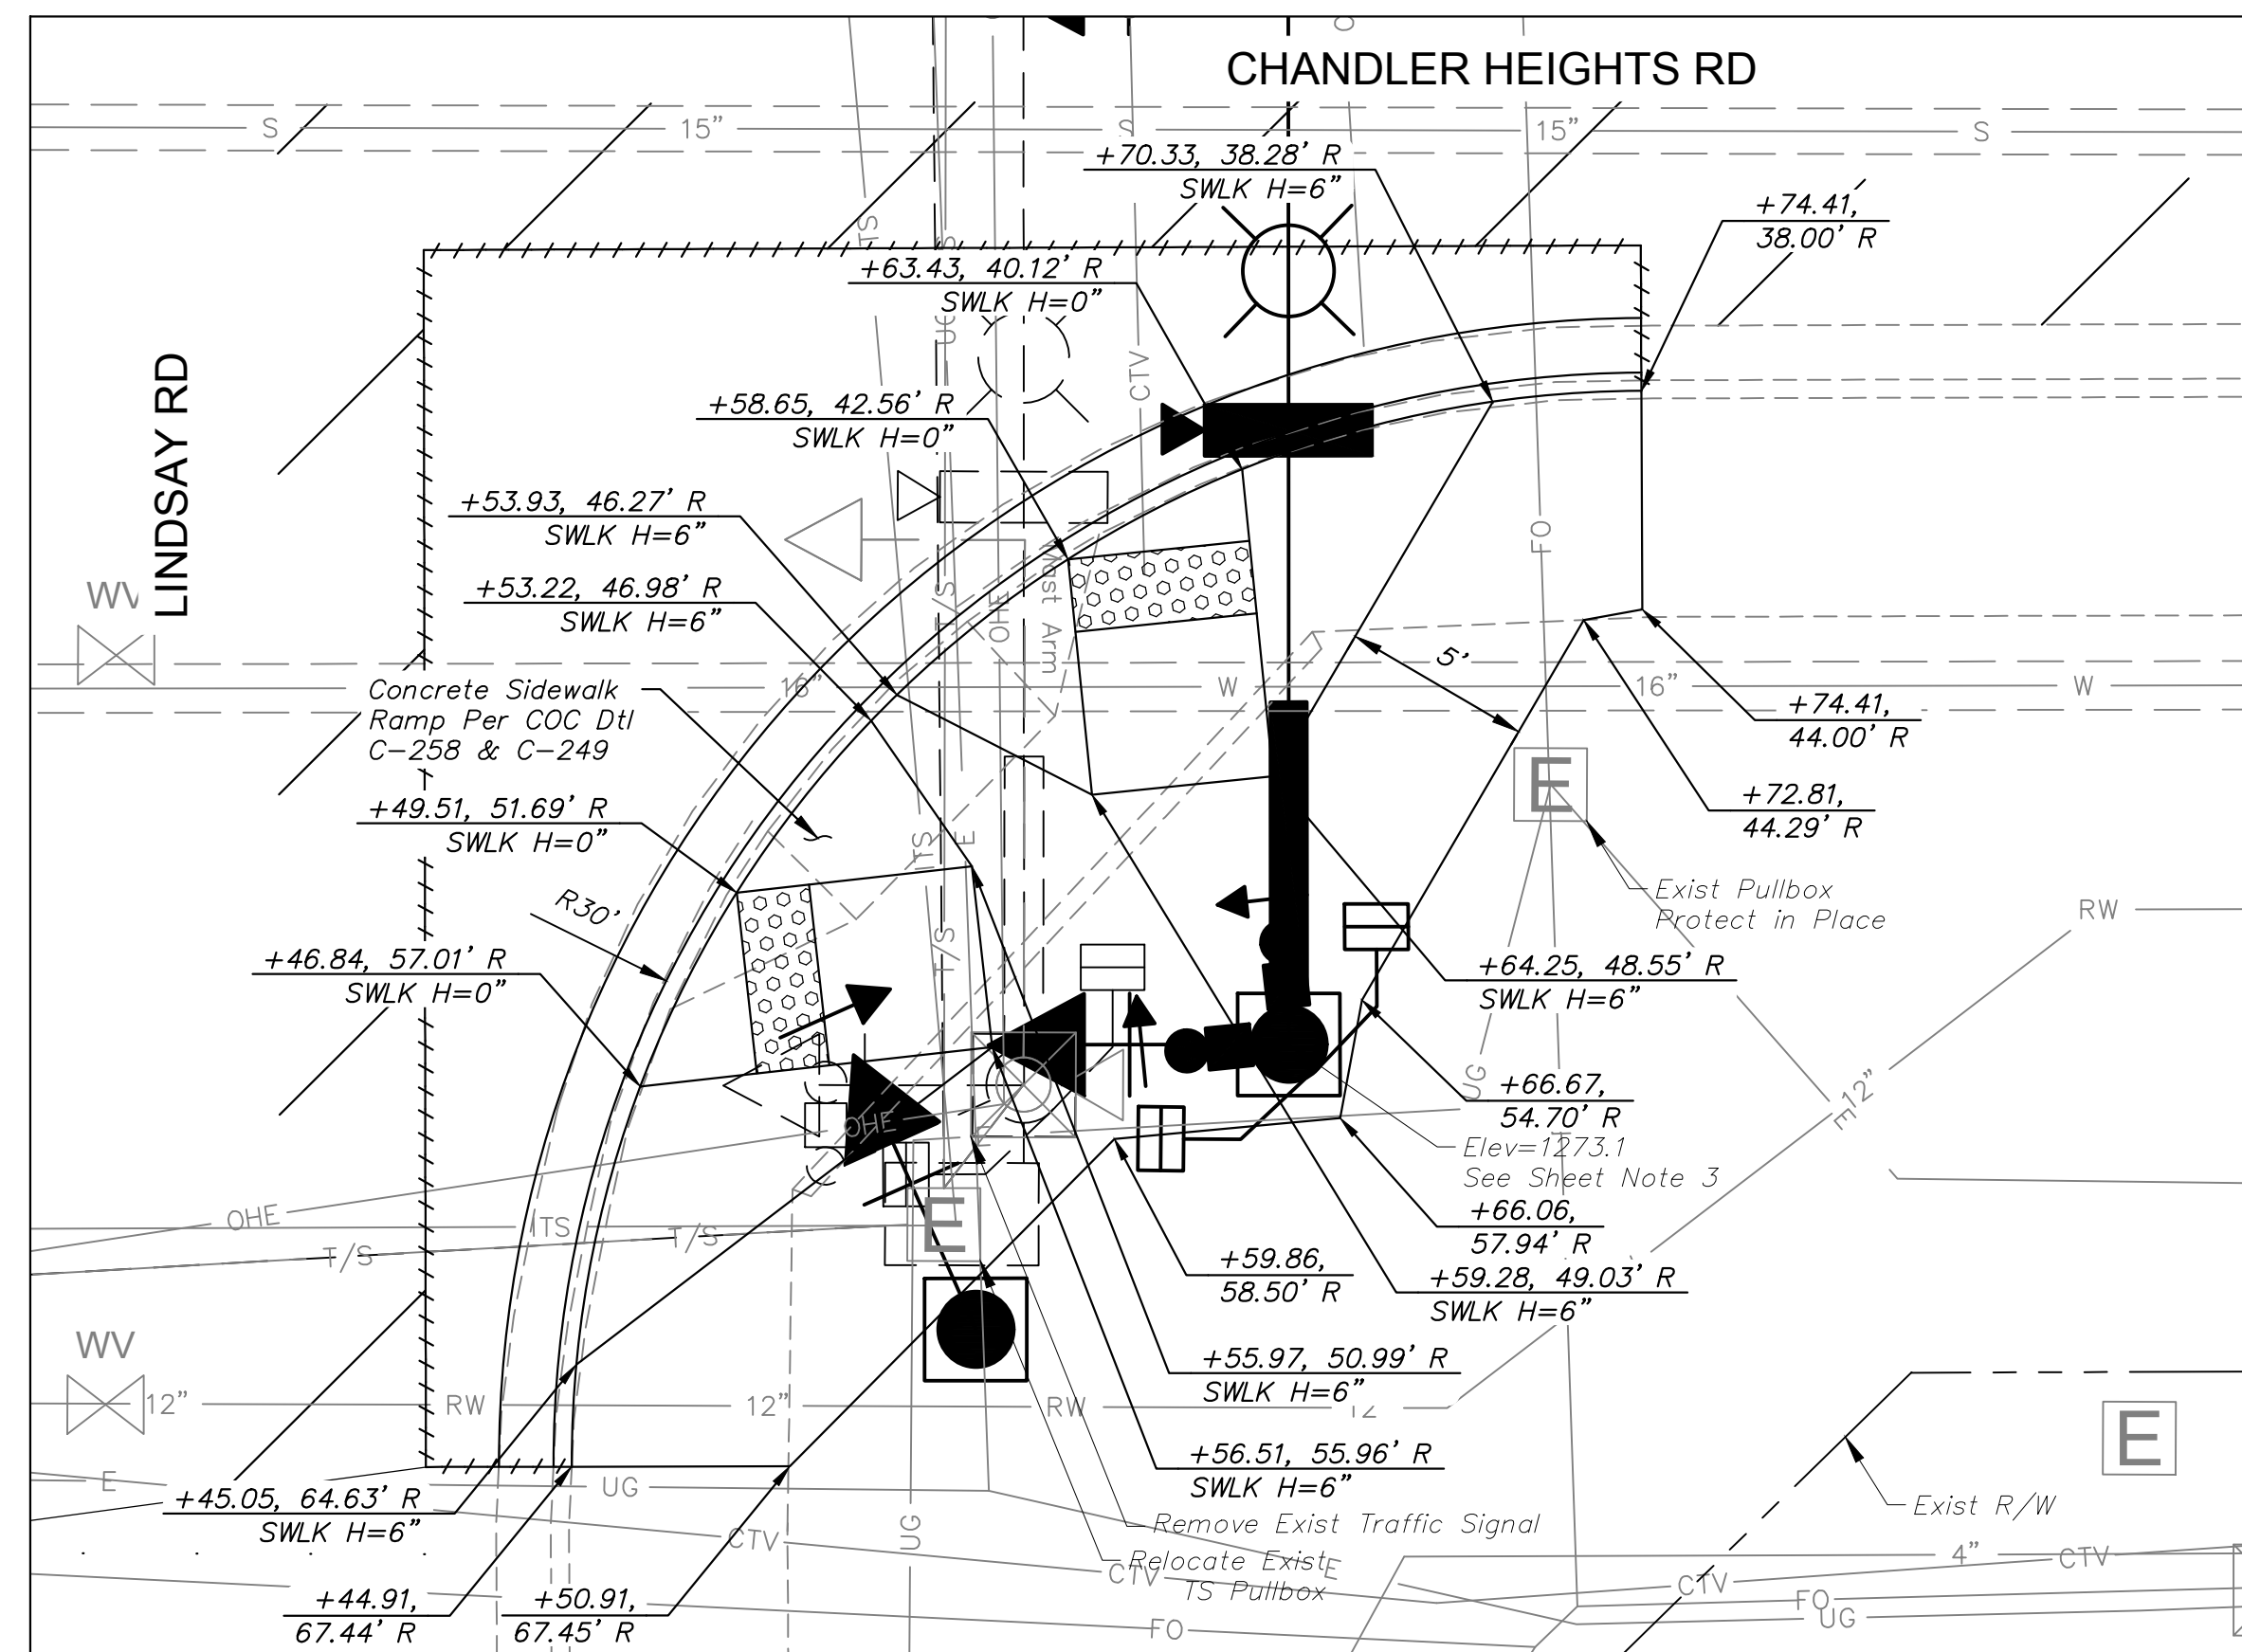 CHANDLER HEIGHTS RD
S
15”
S
15”
S
+70.33, 38.28’ R
SWLK H=6”
+74.41,
38.00’ R
TS
S
+63.43, 40.12’ R
SWLK H=0”
LINDSAY RD
CTV
+58.65, 42.56’ R
SWLK H=0”
+53.93, 46.27’ R
SWLK H=6”
FO
Mast Arm
+53.22, 46.98’ R
SWLK H=6”
T/S
OHE
WV
5’
16”
W
16”
W
Concrete Sidewalk
Ramp Per COC Dtl
C-258 & C-249
+74.41,
44.00’ R
E
+72.81,
44.29’ R
+49.51, 51.69’ R
SWLK H=0”
ITS
E
R30’
Exist Pullbox
Protect in Place
RW
T/S
+46.84, 57.01’ R
SWLK H=0”
+64.25, 48.55’ R
SWLK H=6”
UG
+66.67,
54.70’ R
12”
E
OHE
E
Elev=1273.1
See Sheet Note 3
OHE
ITS
T/S
T/S
E
+66.06,
57.94’ R
+59.86,
58.50’ R
+59.28, 49.03’ R
SWLK H=6”
WV
12”
RW
12”
RW
12
+55.97, 50.99’ R
SWLK H=6”
E
+56.51, 55.96’ R
SWLK H=6”
E
UG
+45.05, 64.63’ R
SWLK H=6”
Exist R/W
Remove Exist Traffic Signal
CTV
UG
Relocate Exist
TS Pullbox
E
CTV
4”
CTV
CTV
FO
UG
+44.91,
67.44’ R
+50.91,
67.45’ R
FO